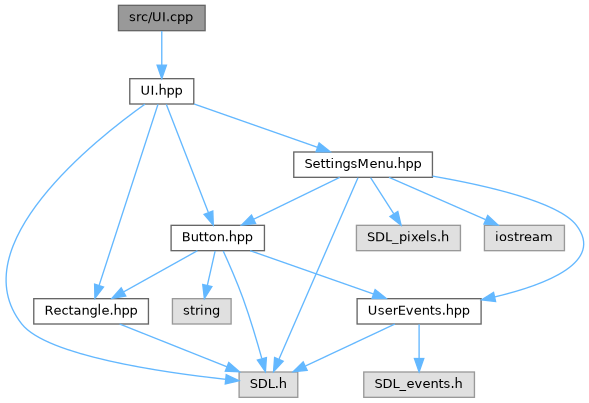 src/UI.cpp
UI.hpp
SettingsMenu.hpp
Button.hpp
SDL_pixels.h
iostream
Rectangle.hpp
string
UserEvents.hpp
SDL.h
SDL_events.h